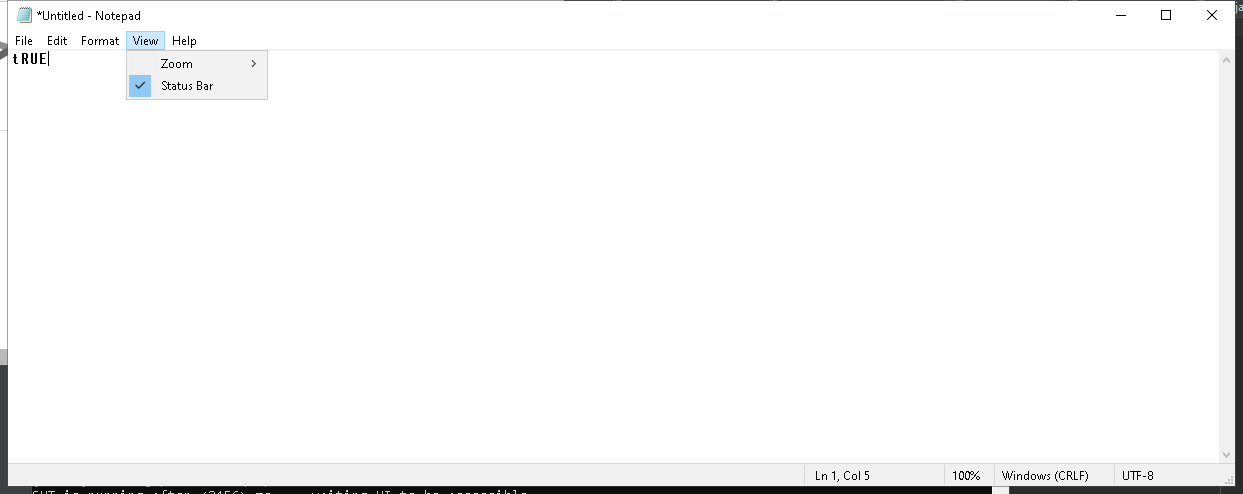 *Untitled - Notepad
File Edit Format View Help
tRUE
Zoom
Status Bar
Ln 1, Col 5 100% Windows (CRLF) UTF-8